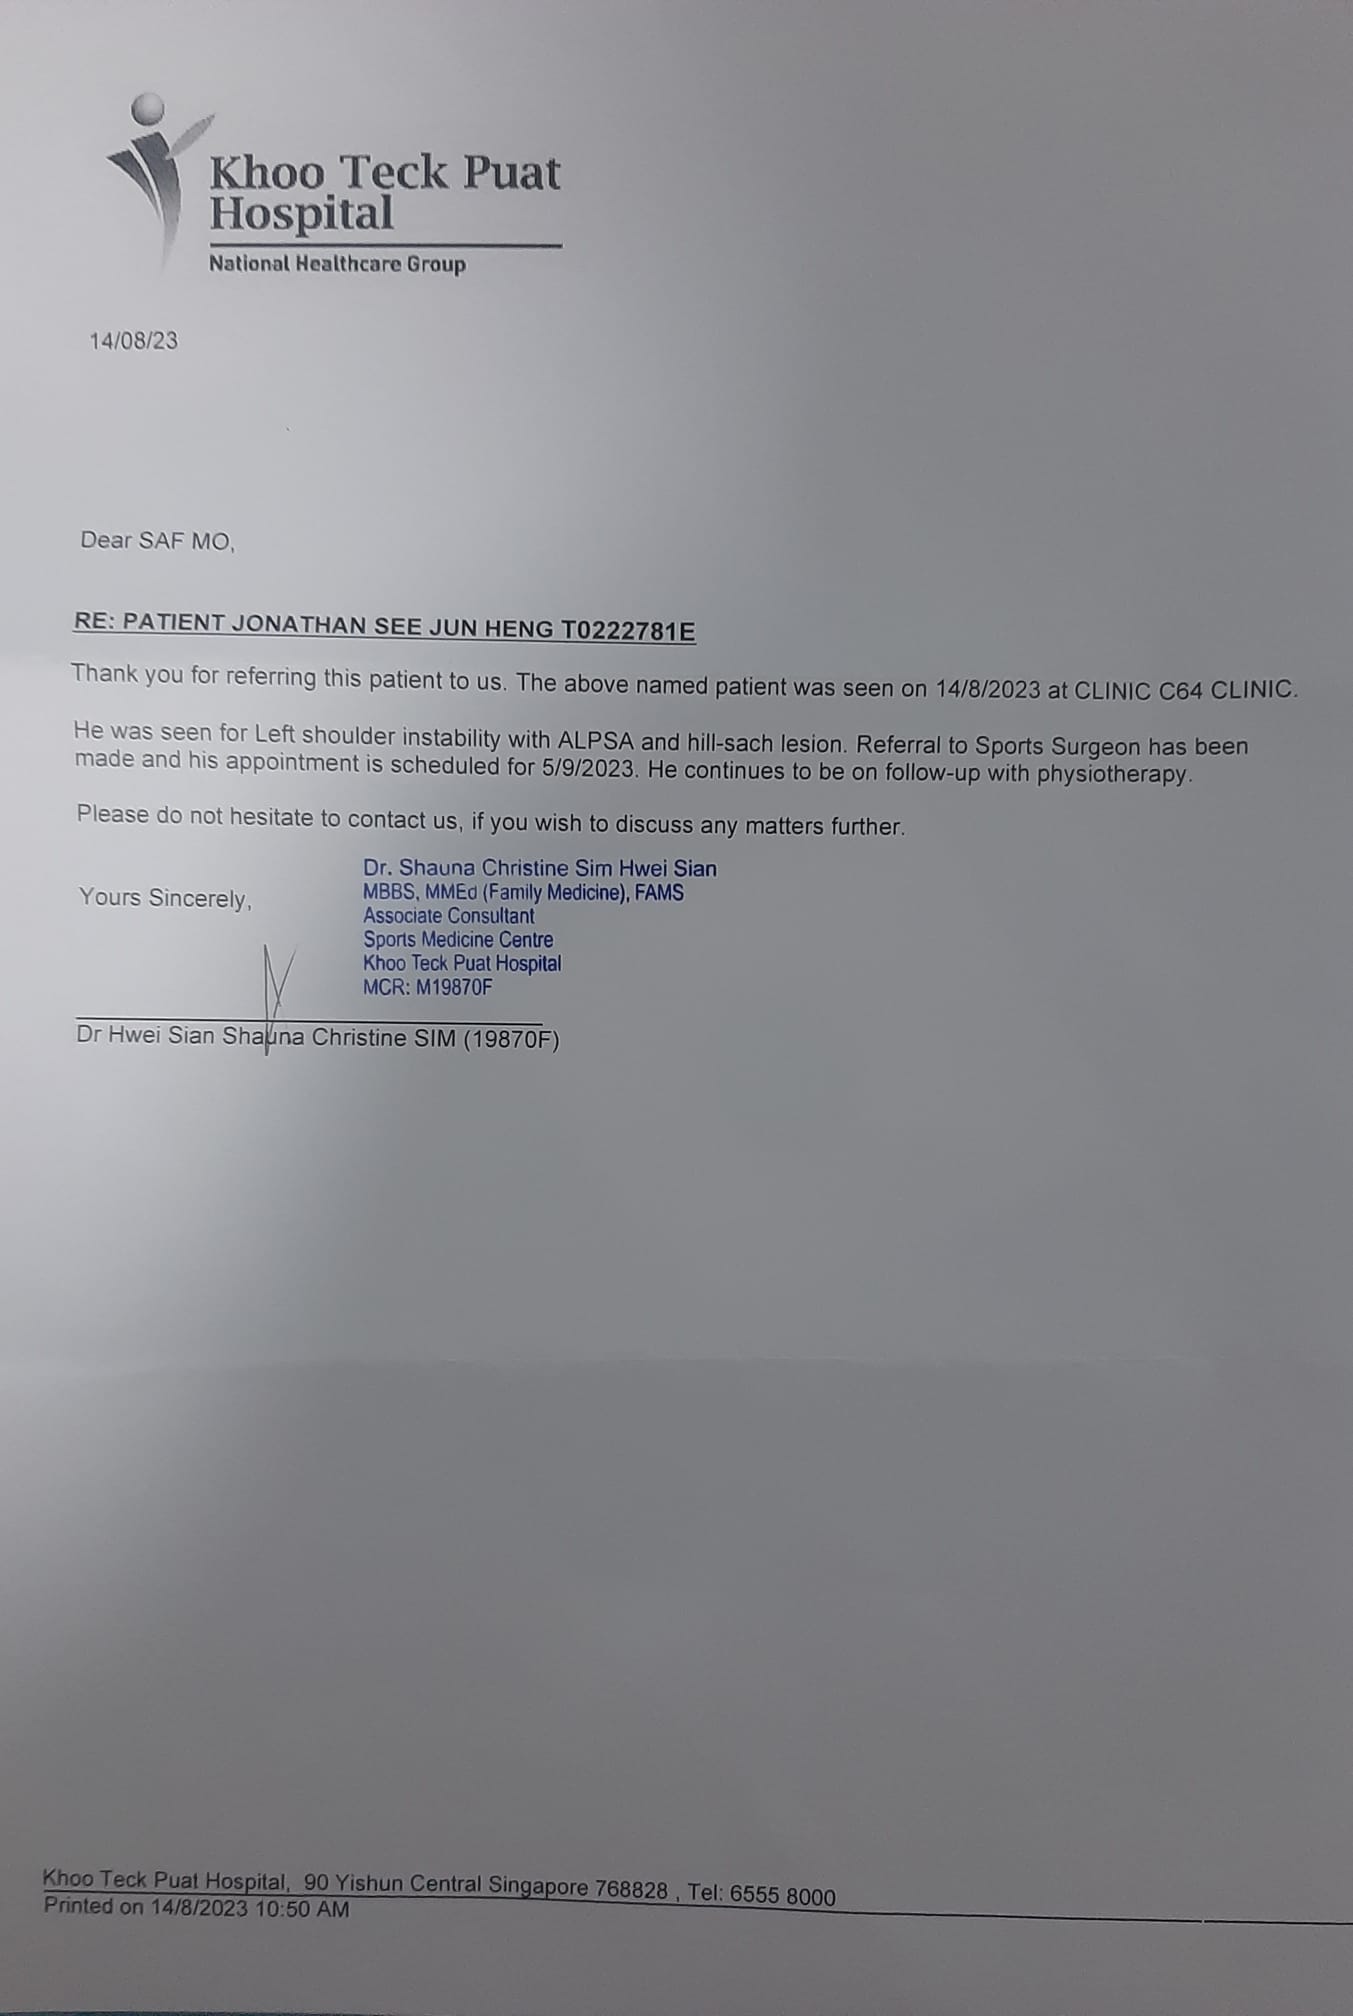 Khoo Teck Puat
Hospital
National Healthcare Group
14/08/23
Dear SAF MO,
RE: PATIENT JONATHAN SEE JUN HENG T0222781E
Thank you for referring this patient to us. The above named patient was seen on 14/8/2023 at CLINIC C64 CLINIC.
He was seen for Left shoulder instability with ALPSA and hill-sach lesion. Referral to Sports Surgeon has been
made and his appointment is scheduled for 5/9/2023. He continues to be on follow-up with physiotherapy.
Please do not hesitate to contact us, if you wish to discuss any matters further.
Yours Sincerely,
Dr. Shauna Christine Sim Hwei Sian
MBBS, MMEd (Family Medicine), FAMS
Associate Consultant
Sports Medicine Centre
Khoo Teck Puat Hospital
MCR: M19870F
Dr Hwei Sian Shauna Christine SIM (19870F)
Khoo Teck Puat Hospital, 90 Yishun Central Singapore 768828 , Tel: 6555 8000
Printed on 14/8/2023 10:50 AM